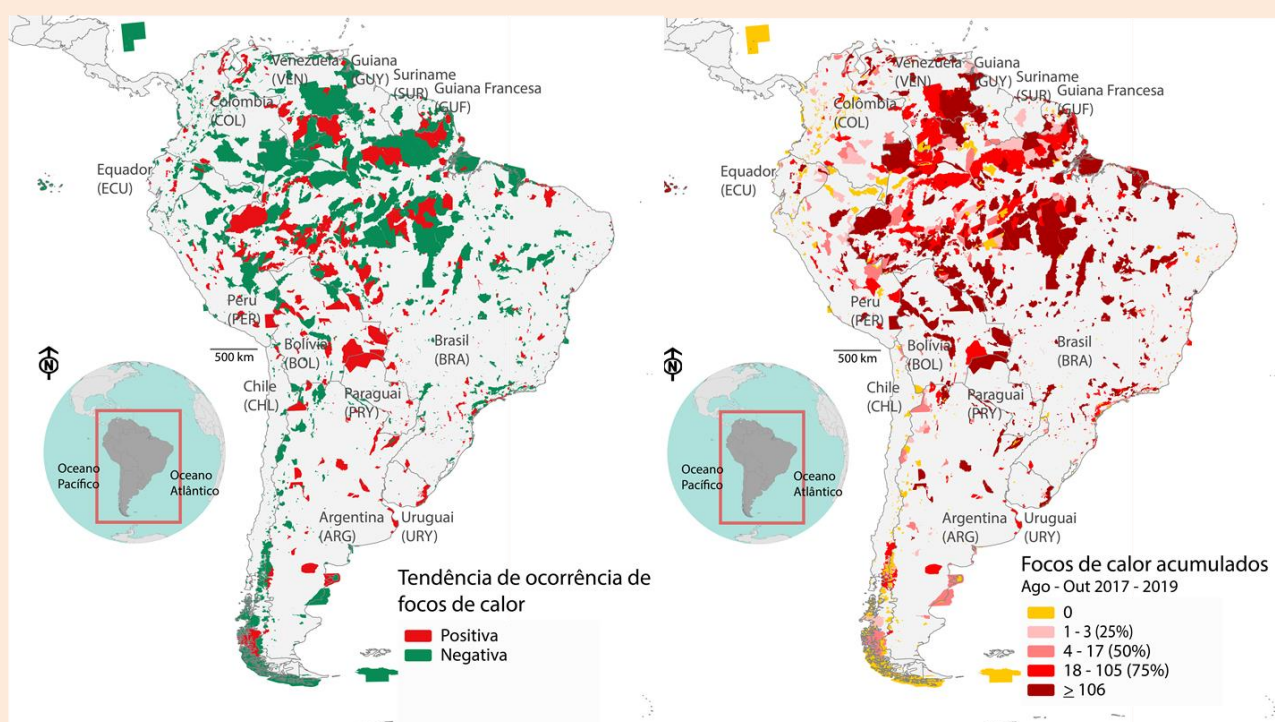 Venezuela
(VEN)
Guiana
(GUY)
Suriname
(SUR)
Guiana Francesa
(GUF)
Colômbia
(COL)
Equador
(ECU)
Peru
(PER)
500 km
Bolívia
(BOL)
Brasil
(BRA)
N
Chile
(CHL)
Paraguai
(PRY)
Oceano
Pacífico
Oceano
Atlântico
Argentina
(ARG)
Uruguai
(URY)
Tendência de ocorrência de
focos de calor
Positiva
Negativa
Venezuela
(VEN)
Guiana
(GUY)
Suriname
(SUR)
Guiana Francesa
(GUF)
Colômbia
(COL)
Equador
(ECU)
Peru
(PER)
500 km
Bolívia
(BOL)
Brasil
(BRA)
N
Chile
(CHL)
Paraguai
(PRY)
Oceano
Pacífico
Oceano
Atlântico
Argentina
(ARG)
Uruguai
(URY)
Focos de calor acumulados
Ago - Out 2017 - 2019
0
1 - 3 (25%)
4 - 17 (50%)
18 - 105 (75%)
≥ 106